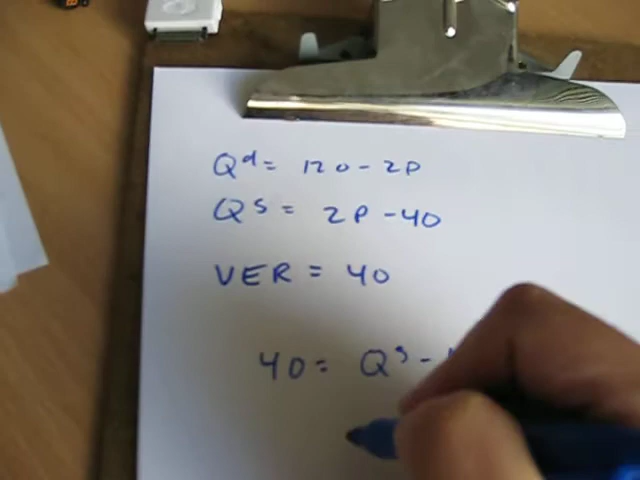 Qd = 120 - 2P
Qs = 2P - 40
VER = 40
40 = Qs -